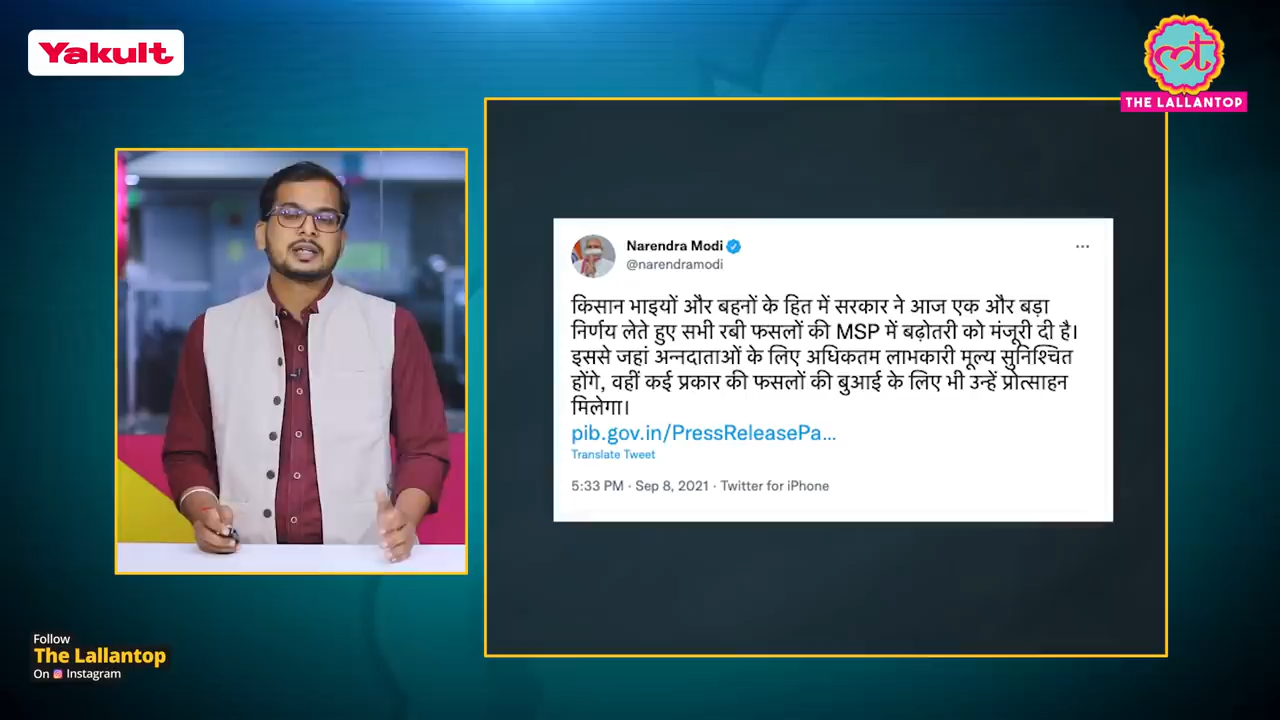 Yakult
THE LALLANTOP
Narendra Modi
@narendramodi
किसान भाइयों और बहनों के हित में सरकार ने आज एक और बड़ा
निर्णय लेते हुए सभी रबी फसलों की MSP में बढ़ोतरी को मंजूरी दी है।
इससे जहां अन्नदाताओं के लिए अधिकतम लाभकारी मूल्य सुनिश्चित
होंगे, वहीं कई प्रकार की फसलों की बुआई के लिए भी उन्हें प्रोत्साहन
मिलेगा।
pib.gov.in/PressReleasePa...
Translate Tweet
5:33 PM · Sep 8, 2021 · Twitter for iPhone
Follow
The Lallantop
On Instagram